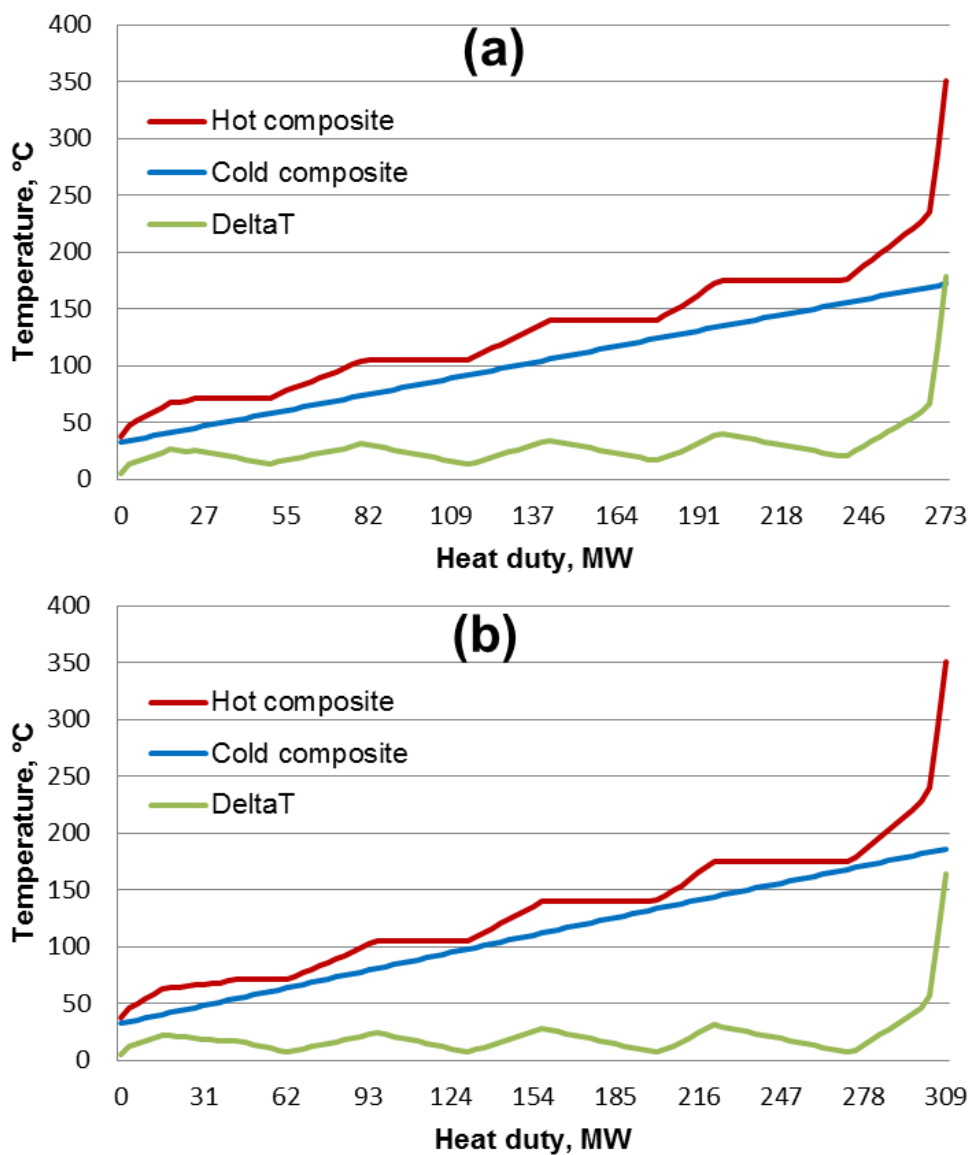 (a)
400
350
300
250
200
150
100
50
0
Temperature, °C
Hot composite
Cold composite
DeltaT
0 27 55 82 109 137 164 191 218 246 273
Heat duty, MW
(b)
400
350
300
250
200
150
100
50
0
Temperature, °C
Hot composite
Cold composite
DeltaT
0 31 62 93 124 154 185 216 247 278 309
Heat duty, MW